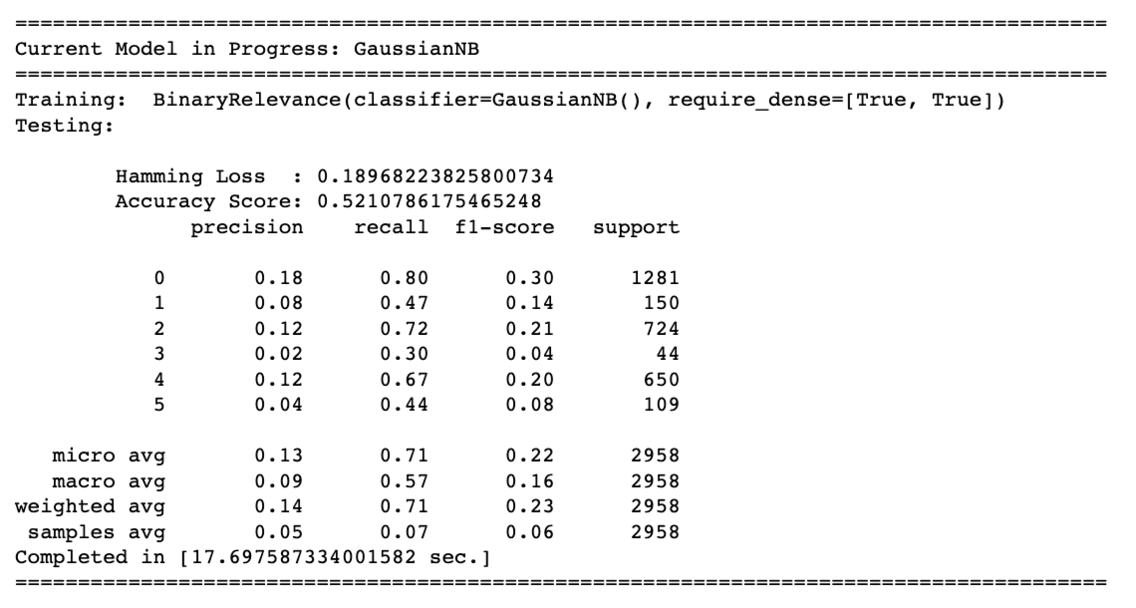 =======================================================================================
Current Model in Progress: GaussianNB
=======================================================================================
Training:  BinaryRelevance(classifier=GaussianNB(), require_dense=[True, True])
Testing:
Hamming Loss  : 0.18968223825800734
Accuracy Score: 0.5210786175465248
precision    recall  f1-score   support
0       0.18      0.80      0.30      1281
1       0.08      0.47      0.14       150
2       0.12      0.72      0.21       724
3       0.02      0.30      0.04        44
4       0.12      0.67      0.20       650
5       0.04      0.44      0.08       109
micro avg       0.13      0.71      0.22      2958
macro avg       0.09      0.57      0.16      2958
weighted avg       0.14      0.71      0.23      2958
samples avg       0.05      0.07      0.06      2958
Completed in [17.697587334001582 sec.]
=======================================================================================